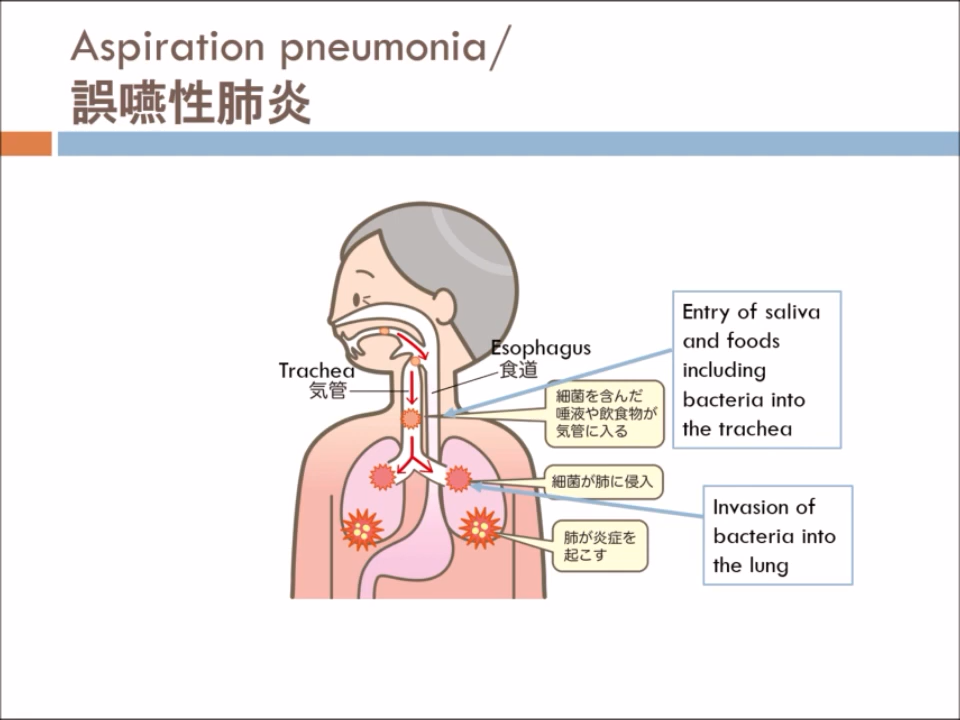 Aspiration pneumonia/
誤嚥性肺炎
Entry of saliva
and foods
including
bacteria into
the trachea
Esophagus
食道
Trachea
気管
細菌を含んだ
唾液や飲食物が
気管に入る
細菌が肺に侵入
Invasion of
bacteria into
the lung
肺が炎症を
起こす